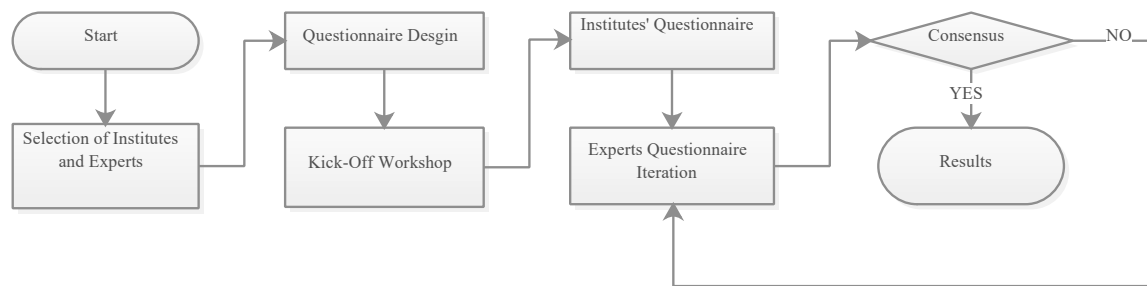 Start
Selection of Institutes
and Experts
Questionnaire Desgin
Kick-Off Workshop
Institutes' Questionnaire
Experts Questionnaire
Iteration
Consensus
NO
YES
Results